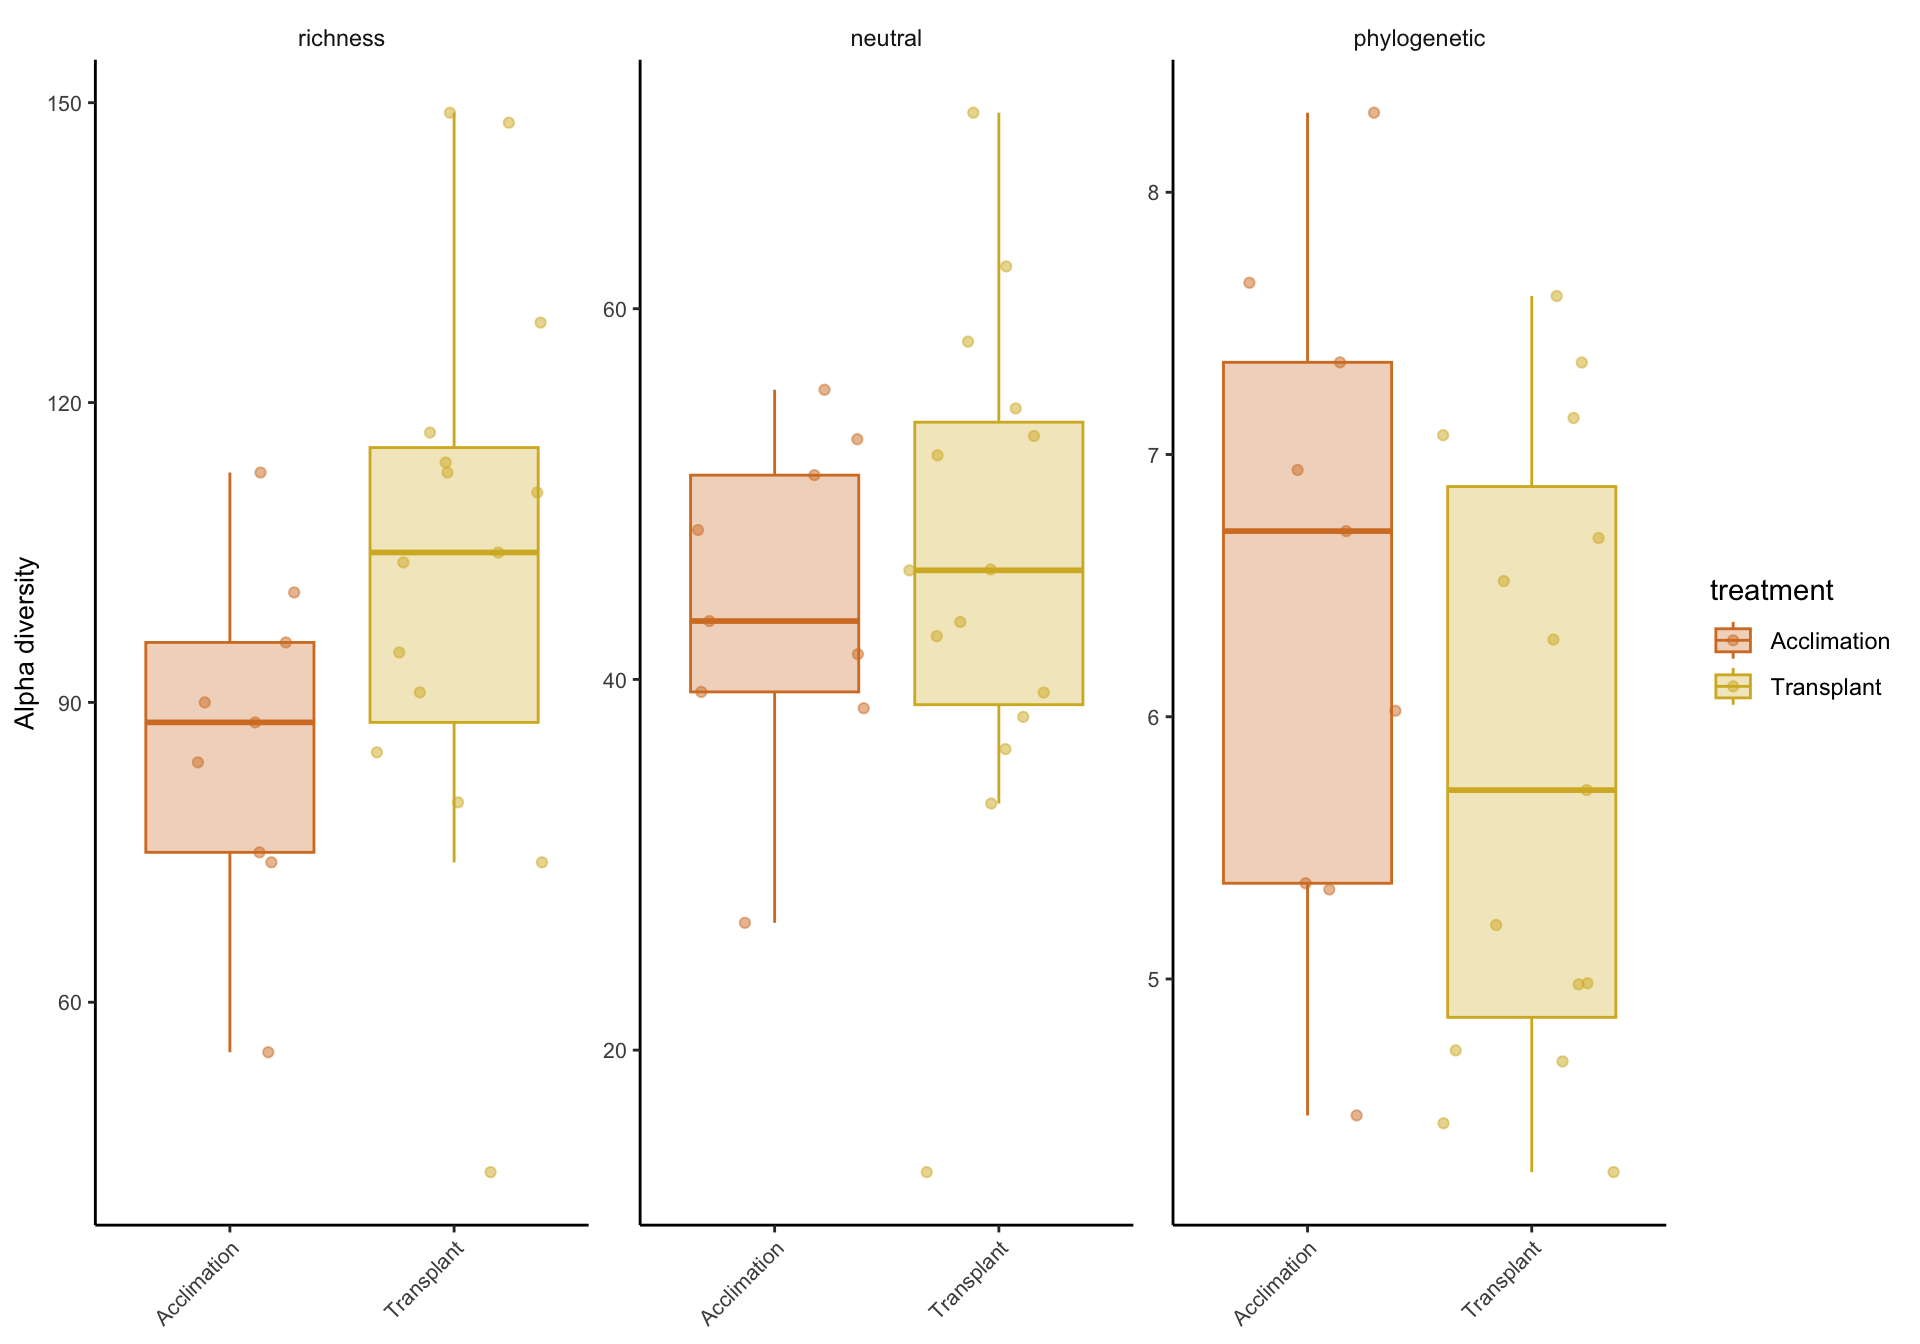 richness
neutral
phylogenetic
Alpha diversity
150
120
90
60
60
40
20
8
7
6
5
Acclimation
Transplant
Acclimation
Transplant
Acclimation
Transplant
treatment
Acclimation
Transplant